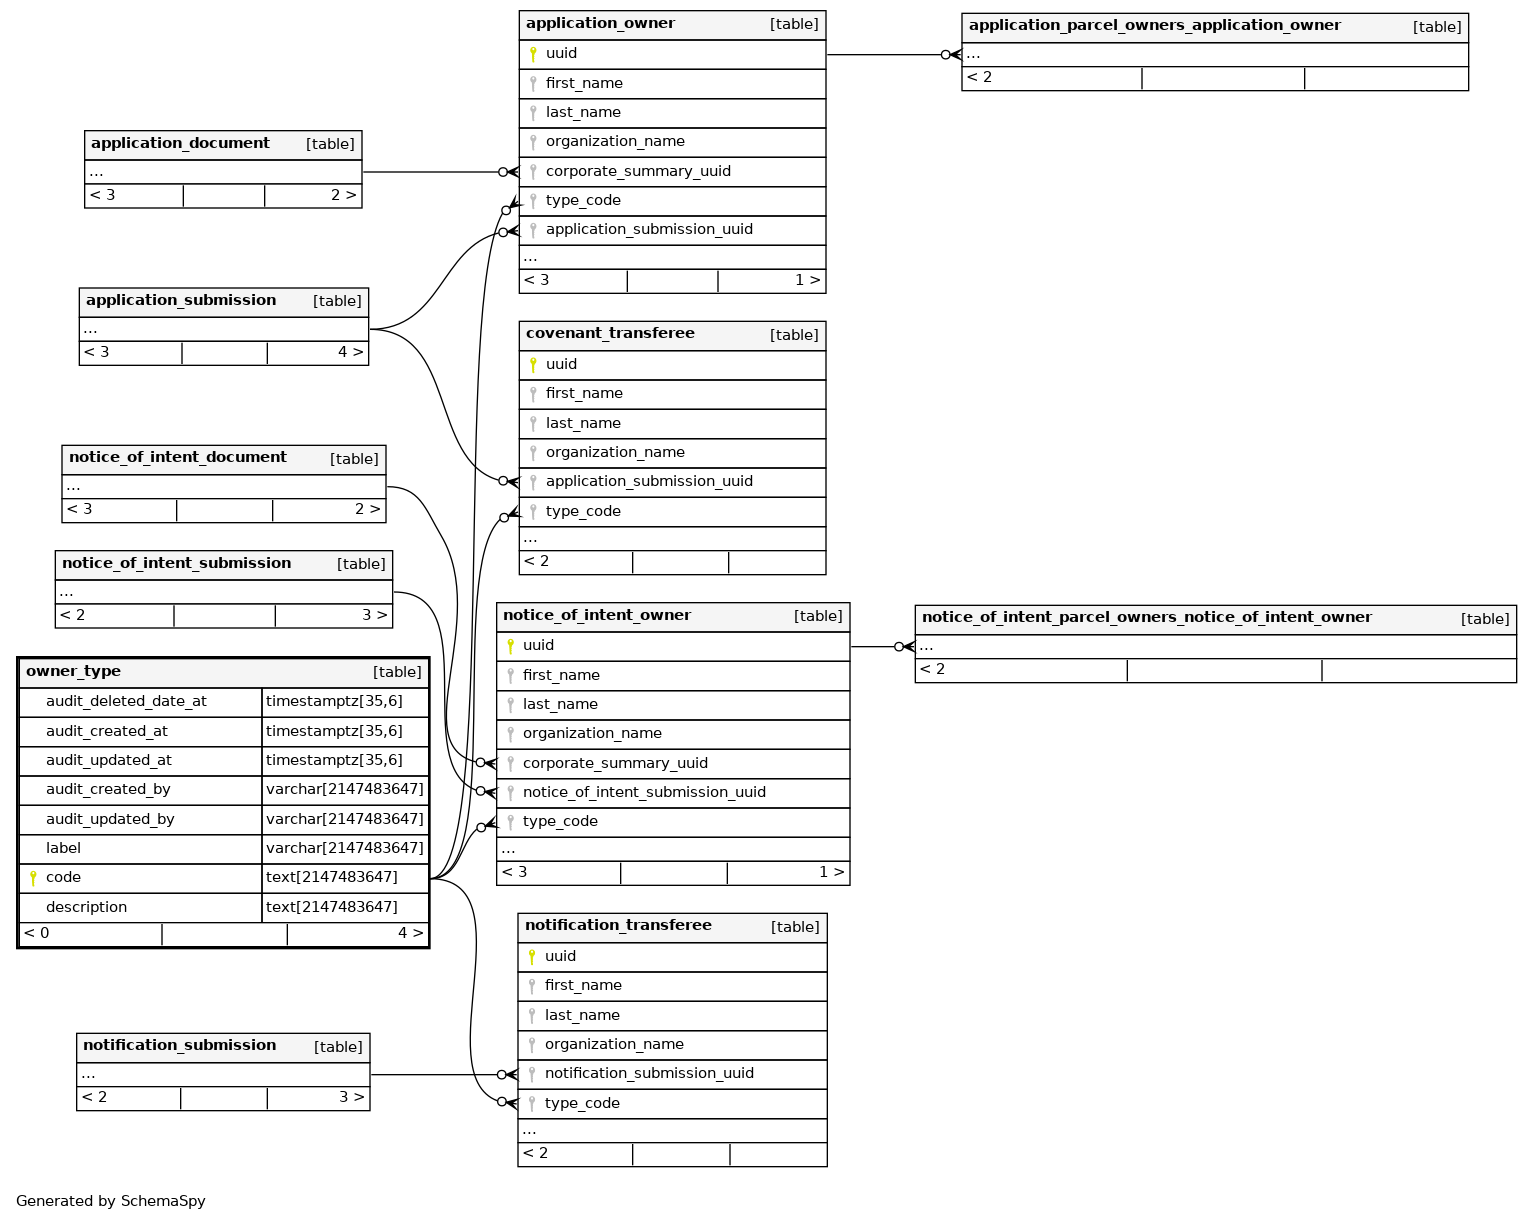 application_owner [table]
uuid
first_name
last_name
organization_name
corporate_summary_uuid
type_code
application_submission_uuid
...
< 3 1 >
application_parcel_owners_application_owner [table]
...
< 2
application_document [table]
...
< 3 2 >
application_submission [table]
...
< 3 4 >
covenant_transferee [table]
uuid
first_name
last_name
organization_name
application_submission_uuid
type_code
...
< 2
notice_of_intent_document [table]
...
< 3 2 >
notice_of_intent_submission [table]
...
< 2 3 >
notice_of_intent_owner [table]
uuid
first_name
last_name
organization_name
corporate_summary_uuid
notice_of_intent_submission_uuid
type_code
...
< 3 1 >
notice_of_intent_parcel_owners_notice_of_intent_owner [table]
...
< 2
owner_type [table]
audit_deleted_date_at timestamptz[35,6]
audit_created_at timestamptz[35,6]
audit_updated_at timestamptz[35,6]
audit_created_by varchar[2147483647]
audit_updated_by varchar[2147483647]
label varchar[2147483647]
code text[2147483647]
description text[2147483647]
< 0 4 >
notification_transferee [table]
uuid
first_name
last_name
organization_name
notification_submission_uuid
type_code
...
< 2
notification_submission [table]
...
< 2 3 >
Generated by SchemaSpy